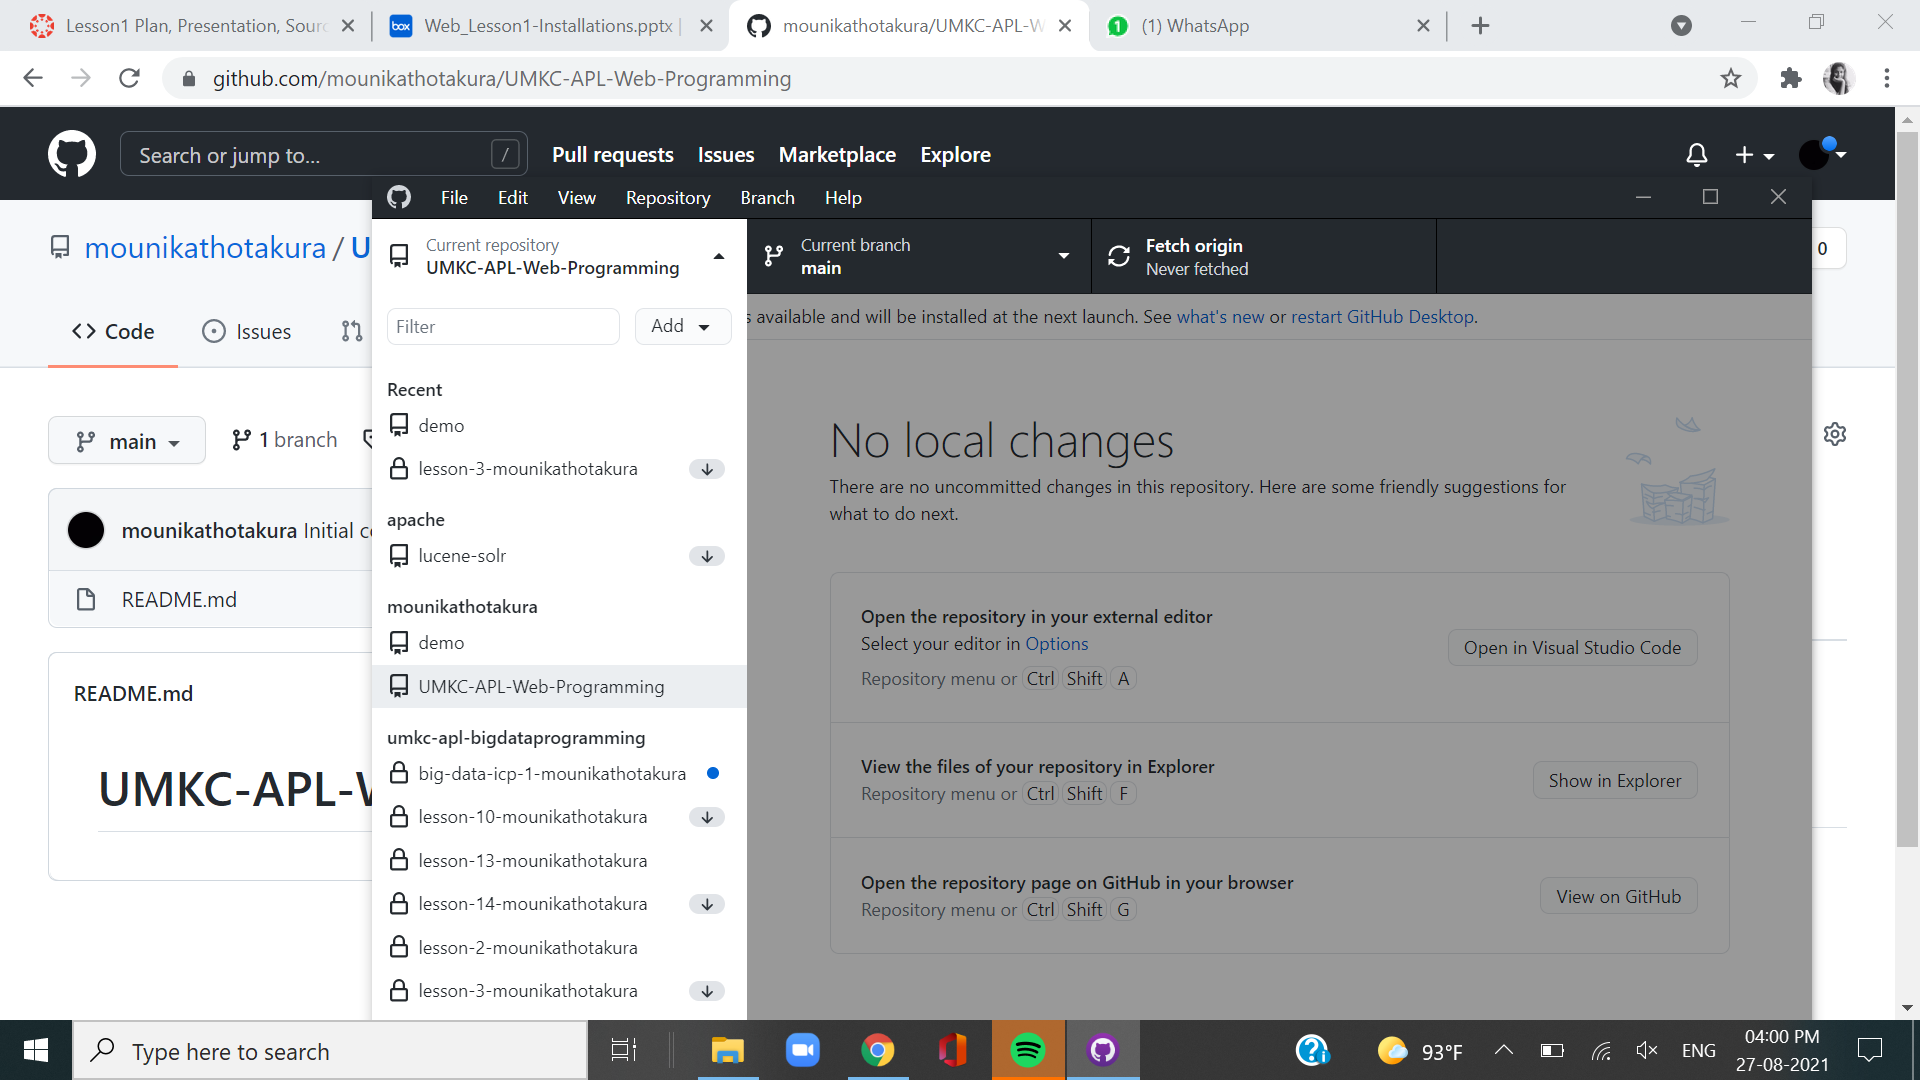 Lesson1 Plan, Presentation, Sourc
Web_Lesson1-Installations.pptx |
mounikathotakura/UMKC-APL-W
1 (1) WhatsApp
github.com/mounikathotakura/UMKC-APL-Web-Programming
Search or jump to... /
Pull requests Issues Marketplace Explore
File Edit View Repository Branch Help
mounikathotakura / U
0
Current repository
UMKC-APL-Web-Programming
Current branch
main
Fetch origin
Never fetched
Code Issues
Filter
Add
s available and will be installed at the next launch. See what's new or restart GitHub Desktop.
main
1 branch
mounikathotakura Initial c
README.md
README.md
UMKC-APL-W
Recent
demo
lesson-3-mounikathotakura
apache
lucene-solr
mounikathotakura
demo
UMKC-APL-Web-Programming
umkc-apl-bigdataprogramming
big-data-icp-1-mounikathotakura
lesson-10-mounikathotakura
lesson-13-mounikathotakura
lesson-14-mounikathotakura
lesson-2-mounikathotakura
lesson-3-mounikathotakura
No local changes
There are no uncommitted changes in this repository. Here are some friendly suggestions for
what to do next.
Open the repository in your external editor
Select your editor in Options
Repository menu or Ctrl Shift A
Open in Visual Studio Code
View the files of your repository in Explorer
Repository menu or Ctrl Shift F
Show in Explorer
Open the repository page on GitHub in your browser
Repository menu or Ctrl Shift G
View on GitHub
Type here to search
93°F
ENG
04:00 PM
27-08-2021
box